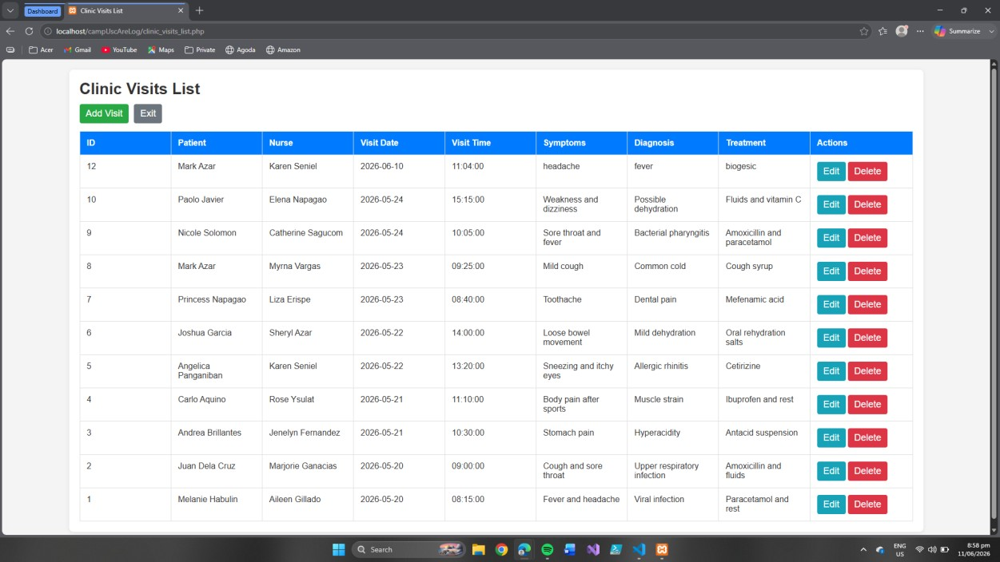 Dashboard
Clinic Visits List
localhost/campUscAreLog/clinic_visits_list.php
Summarize
Acer
Gmail
YouTube
Maps
Private
Agoda
Amazon
Clinic Visits List
Add Visit
Exit
ID Patient Nurse Visit Date Visit Time Symptoms Diagnosis Treatment Actions
12 Mark Azar Karen Seniel 2026-06-10 11:04:00 headache fever biogesic Edit Delete
10 Paolo Javier Elena Napagao 2026-05-24 15:15:00 Weakness and dizziness Possible dehydration Fluids and vitamin C Edit Delete
9 Nicole Solomon Catherine Sagucom 2026-05-24 10:05:00 Sore throat and fever Bacterial pharyngitis Amoxicillin and paracetamol Edit Delete
8 Mark Azar Myrna Vargas 2026-05-23 09:25:00 Mild cough Common cold Cough syrup Edit Delete
7 Princess Napagao Liza Erispe 2026-05-23 08:40:00 Toothache Dental pain Mefenamic acid Edit Delete
6 Joshua Garcia Sheryl Azar 2026-05-22 14:00:00 Loose bowel movement Mild dehydration Oral rehydration salts Edit Delete
5 Angelica Panganiban Karen Seniel 2026-05-22 13:20:00 Sneezing and itchy eyes Allergic rhinitis Cetirizine Edit Delete
4 Carlo Aquino Rose Ysulat 2026-05-21 11:10:00 Body pain after sports Muscle strain Ibuprofen and rest Edit Delete
3 Andrea Brillantes Jenelyn Fernandez 2026-05-21 10:30:00 Stomach pain Hyperacidity Antacid suspension Edit Delete
2 Juan Dela Cruz Marjorie Ganacias 2026-05-20 09:00:00 Cough and sore throat Upper respiratory infection Amoxicillin and fluids Edit Delete
1 Melanie Habulin Aileen Gillado 2026-05-20 08:15:00 Fever and headache Viral infection Paracetamol and rest Edit Delete
Search
ENG
US
8:58 pm
11/06/2026